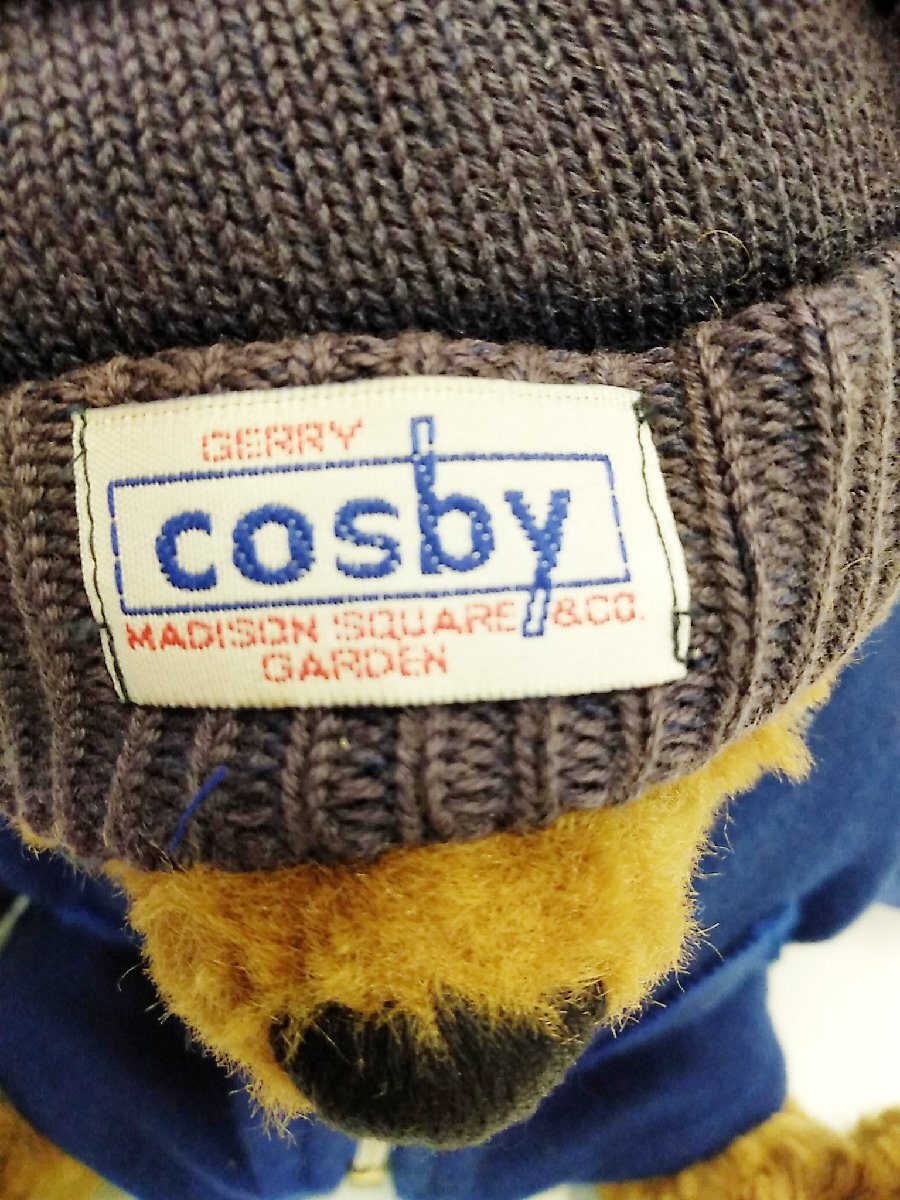 GERRY
cosby
MADISON SQUARE & CO.
GARDEN